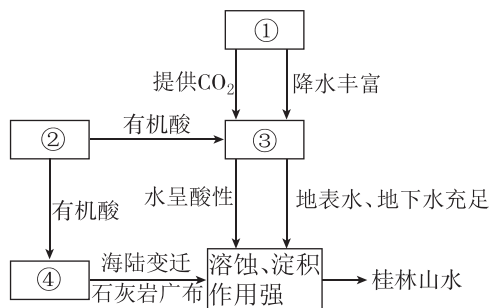 ①
提供CO₂ 降水丰富
② 有机酸 ③
水呈酸性 地表水、地下水充足
有机酸
④ 海陆变迁 溶蚀、淀积
石灰岩广布 作用强 桂林山水